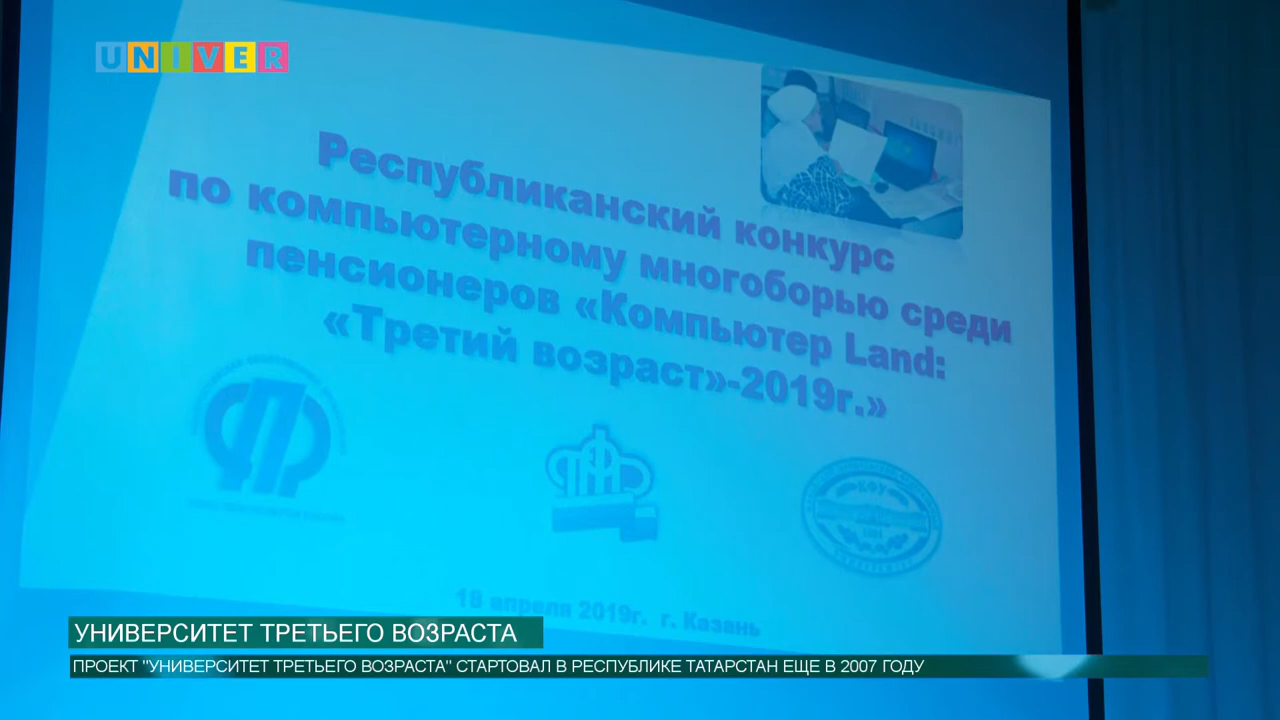 UNIVER
Республиканский конкурс
по компьютерному многоборью среди
пенсионеров «Компьютер Land:
«Третий возраст»-2019г.»
КФУ
18 апреля 2019г. г. Казань
УНИВЕРСИТЕТ ТРЕТЬЕГО ВОЗРАСТА
ПРОЕКТ "УНИВЕРСИТЕТ ТРЕТЬЕГО ВОЗРАСТА" СТАРТОВАЛ В РЕСПУБЛИКЕ ТАТАРСТАН ЕЩЕ В 2007 ГОДУ